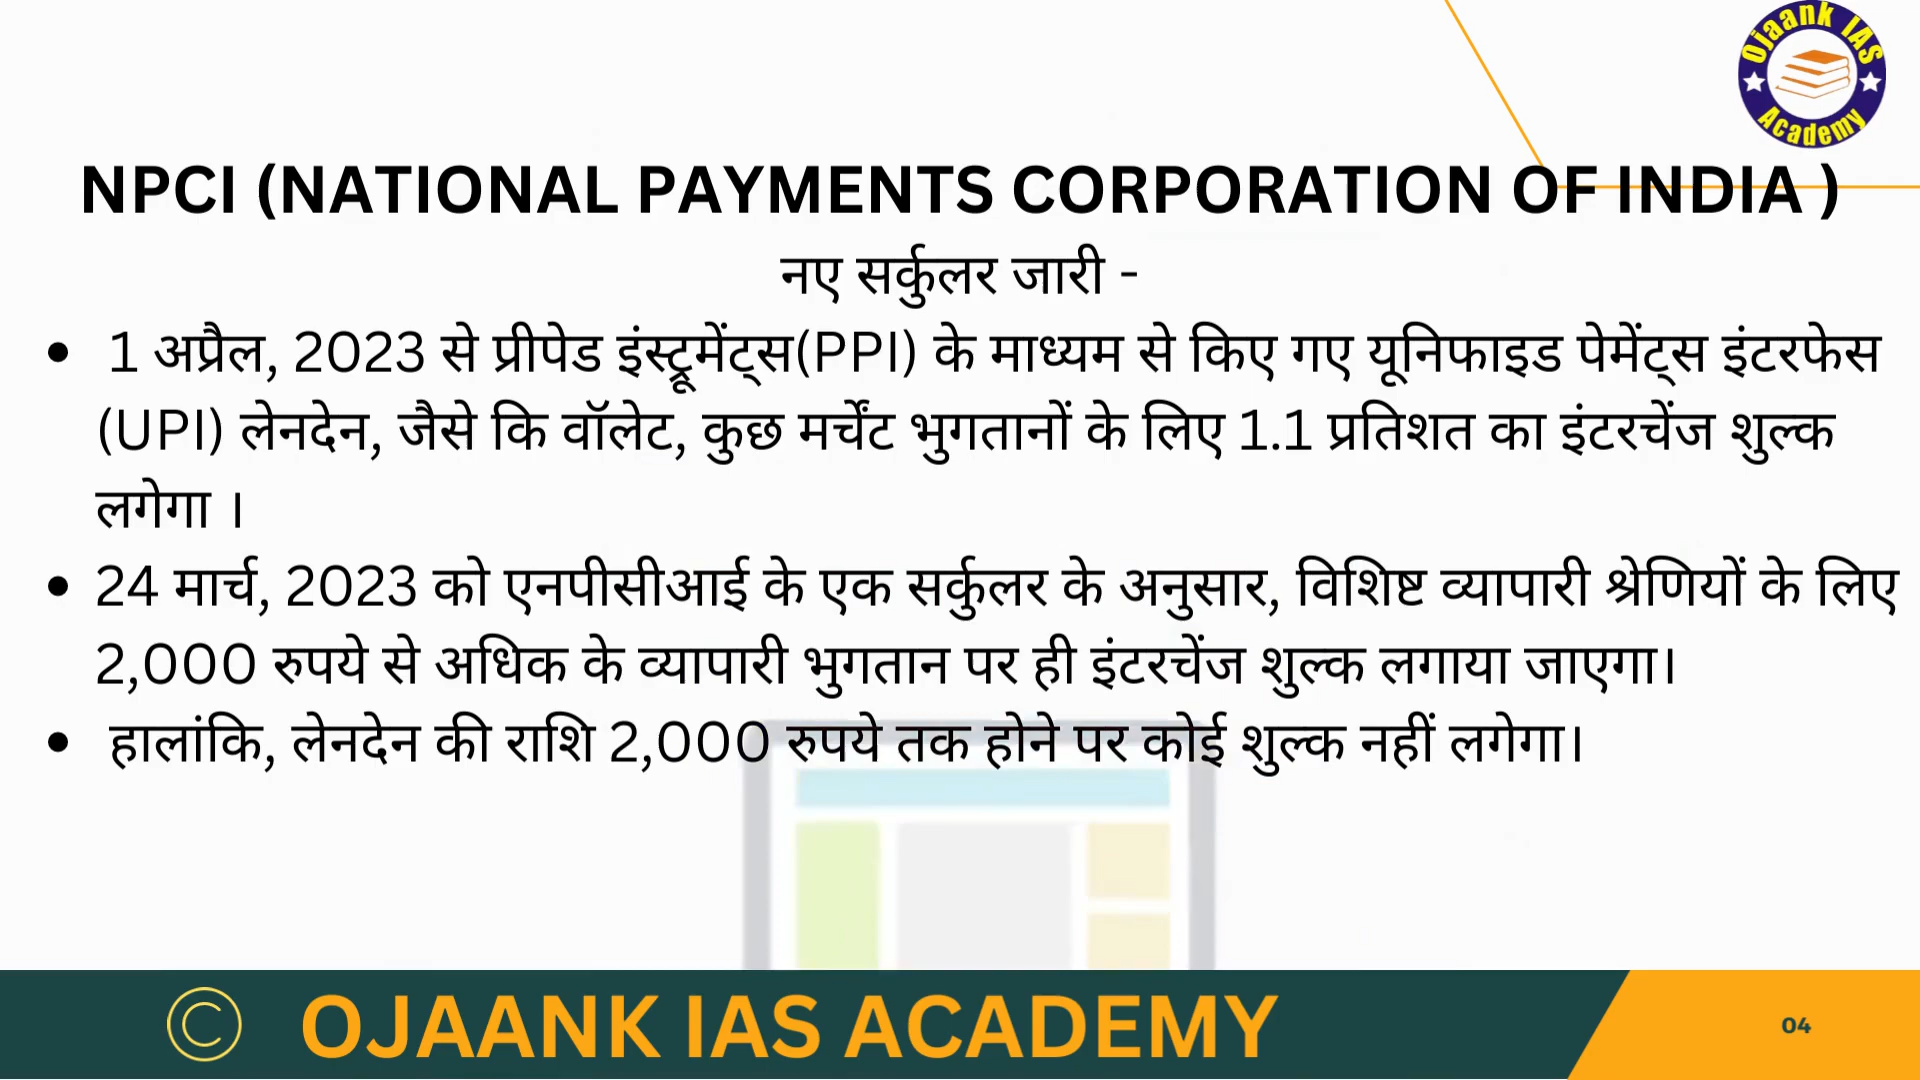 Ojaank IAS
Academy
NPCI (NATIONAL PAYMENTS CORPORATION OF INDIA )
नए सर्कुलर जारी -
• 1 अप्रैल, 2023 से प्रीपेड इंस्ट्रूमेंट्स(PPI) के माध्यम से किए गए यूनिफाइड पेमेंट्स इंटरफेस
(UPI) लेनदेन, जैसे कि वॉलेट, कुछ मर्चेंट भुगतानों के लिए 1.1 प्रतिशत का इंटरचेंज शुल्क
लगेगा ।
• 24 मार्च, 2023 को एनपीसीआई के एक सर्कुलर के अनुसार, विशिष्ट व्यापारी श्रेणियों के लिए
2,000 रुपये से अधिक के व्यापारी भुगतान पर ही इंटरचेंज शुल्क लगाया जाएगा।
• हालांकि, लेनदेन की राशि 2,000 रुपये तक होने पर कोई शुल्क नहीं लगेगा।
© OJAANK IAS ACADEMY
04